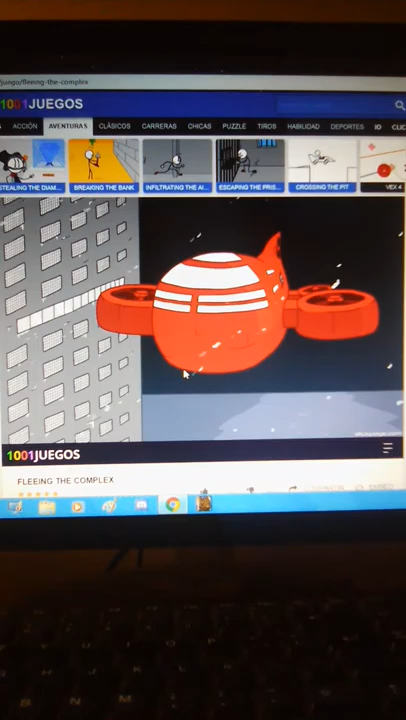 /juego/fleeing-the-complex
1001JUEGOS
ACCIÓN AVENTURAS CLÁSICOS CARRERAS CHICAS PUZZLE TIROS HABILIDAD DEPORTES IO CLIC
STEALING THE DIAM... BREAKING THE BANK INFILTRATING THE AI... ESCAPING THE PRIS... CROSSING THE PIT VEX 4
1001JUEGOS
FLEEING THE COMPLEX